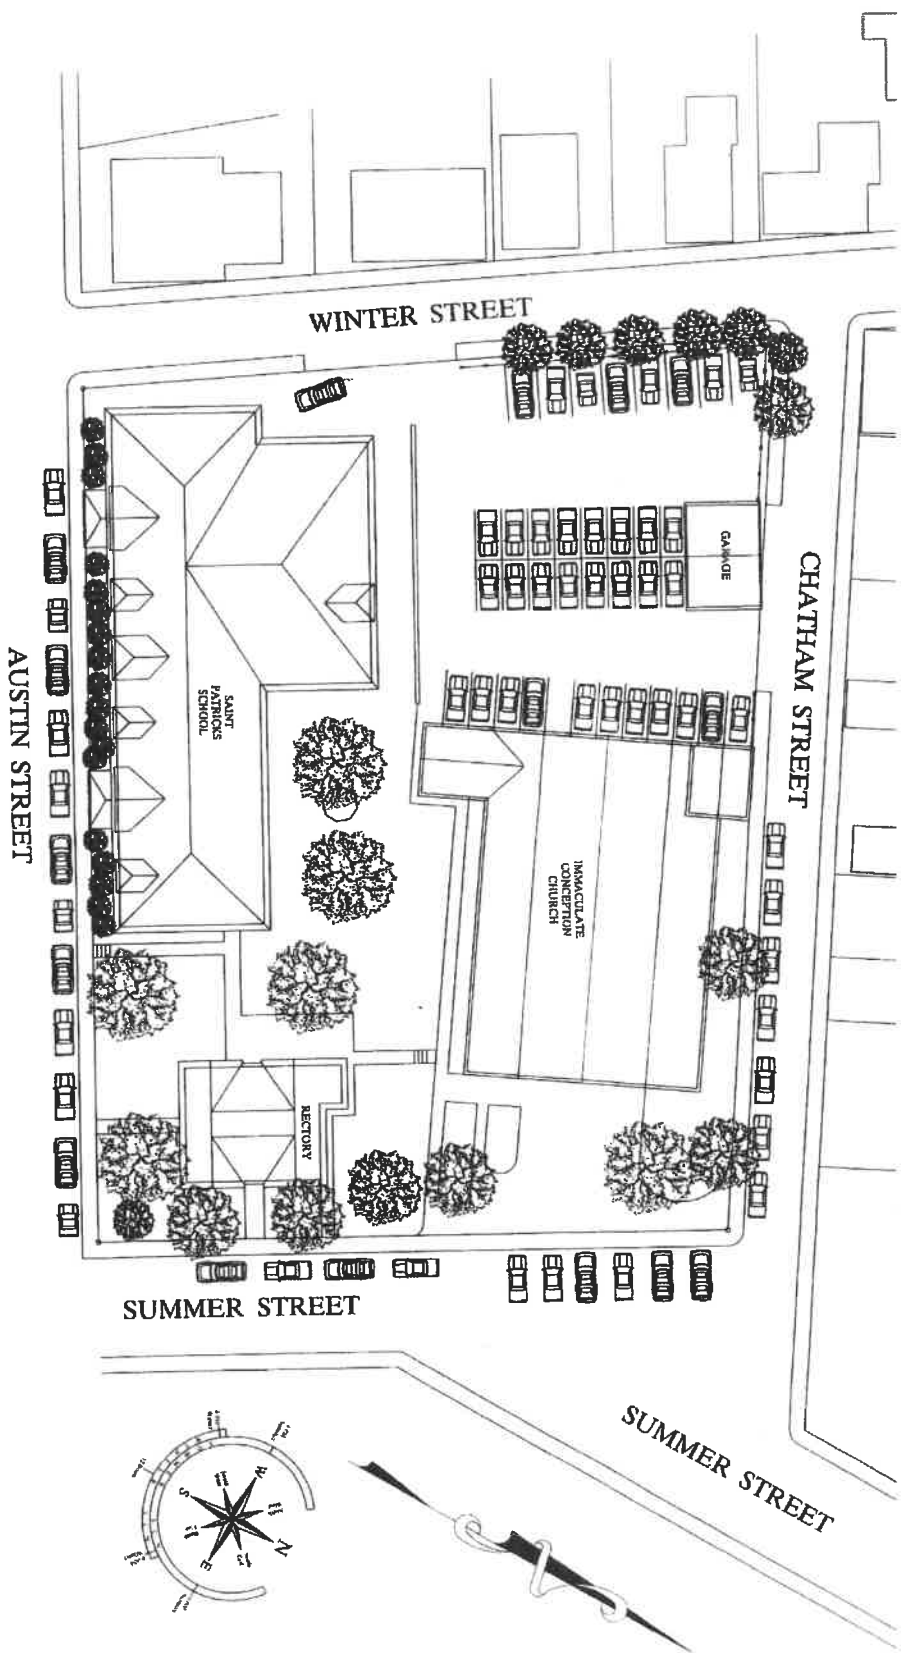 WINTER STREET
GARAGE
CHATHAM STREET
SAINT
PATRICKS
SCHOOL
AUSTIN STREET
IMMACULATE
CONCEPTION
CHURCH
RECTORY
SUMMER STREET
SUMMER STREET
W
S
N
E